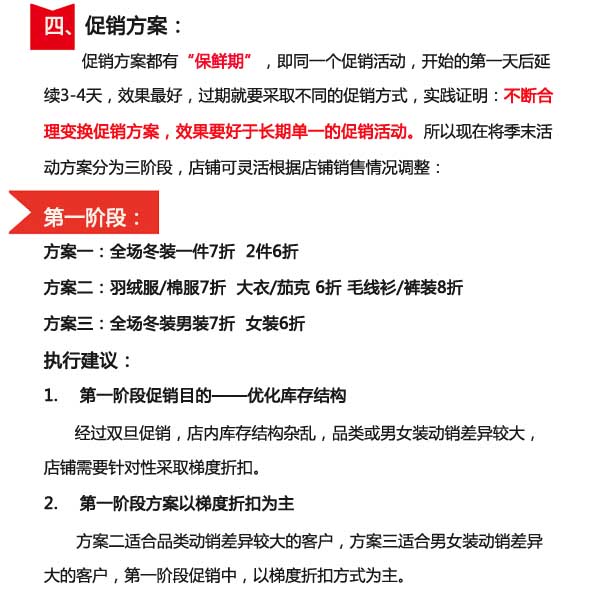 四、促销方案：
促销方案都有“保鲜期”，即同一个促销活动，开始的第一天后延
续3-4天，效果最好，过期就要采取不同的促销方式，实践证明：不断合
理变换促销方案，效果要好于长期单一的促销活动。所以现在将季末活
动方案分为三阶段，店铺可灵活根据店铺销售情况调整：
第一阶段：
方案一：全场冬装一件7折  2件6折
方案二：羽绒服/棉服7折  大衣/茄克 6折 毛线衫/裤装8折
方案三：全场冬装男装7折  女装6折
执行建议：
1.    第一阶段促销目的——优化库存结构
经过双旦促销，店内库存结构杂乱，品类或男女装动销差异较大，
店铺需要针对性采取梯度折扣。
2.    第一阶段方案以梯度折扣为主
方案二适合品类动销差异较大的客户，方案三适合男女装动销差异
大的客户，第一阶段促销中，以梯度折扣方式为主。